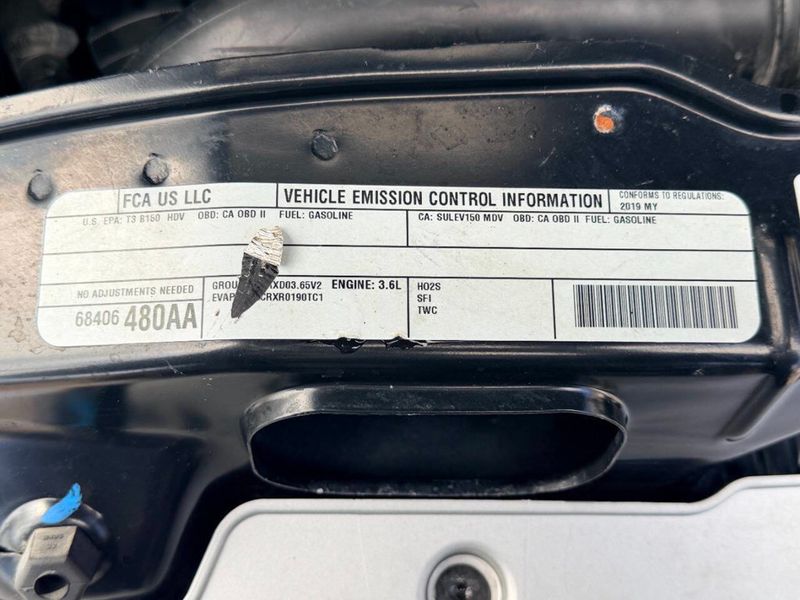 FCA US LLC
VEHICLE EMISSION CONTROL INFORMATION
CONFORMS TO REGULATIONS:
2019 MY
U.S. EPA: T3 B150 HDV OBD: CA OBD II FUEL: GASOLINE
CA: SULEV150 MDV OBD: CA OBD II FUEL: GASOLINE
NO ADJUSTMENTS NEEDED
68406 480AA
ENGINE: 3.6L
HO2S
SFI
TWC